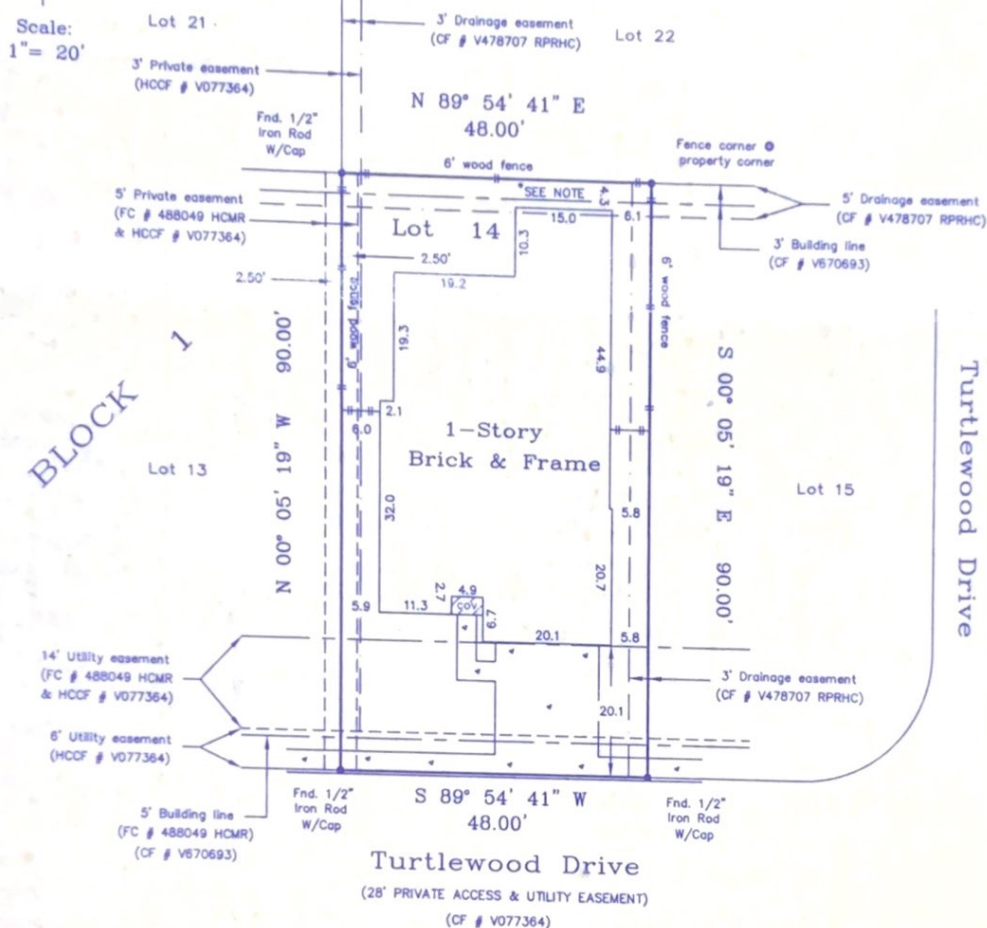 Scale:
1"= 20'
Lot 21
3' Drainage easement
(CF # V478707 RPRHC)
Lot 22
3' Private easement
(HCCF # V077364)
N 89° 54' 41" E
48.00'
Fnd. 1/2"
Iron Rod
W/Cap
6' wood fence
Fence corner @
property corner
5' Private easement
(FC # 488049 HCMR
& HCCF # V077364)
*SEE NOTE
4.3
15.0
6.1
5' Drainage easement
(CF # V478707 RPRHC)
Lot 14
10.3
3' Building line
(CF # V670693)
2.50'
2.50'
19.2
6' wood fence
6' wood fence
19.3
44.9
N 00° 05' 19" W 90.00'
S 00° 05' 19" E 90.00'
BLOCK 1
2.1
6.0
1-Story
Brick & Frame
Lot 13
Lot 15
Turtlewood Drive
32.0
5.8
20.7
5.9
11.3
2.7
4.9
COV
6.7
20.1
5.8
14' Utility easement
(FC # 488049 HCMR
& HCCF # V077364)
3' Drainage easement
(CF # V478707 RPRHC)
20.1
6' Utility easement
(HCCF # V077364)
5' Building line
(FC # 488049 HCMR)
(CF # V670693)
Fnd. 1/2"
Iron Rod
W/Cap
S 89° 54' 41" W
48.00'
Fnd. 1/2"
Iron Rod
W/Cap
Turtlewood Drive
(28' PRIVATE ACCESS & UTILITY EASEMENT)
(CF # V077364)